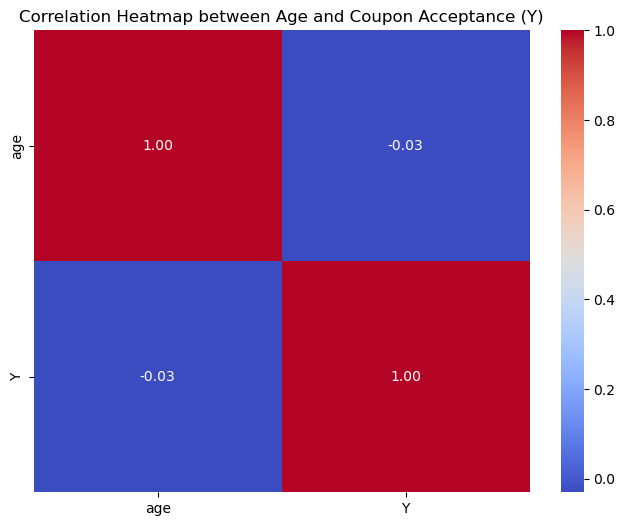 Correlation Heatmap between Age and Coupon Acceptance (Y)
age
1.00
-0.03
Y
-0.03
1.00
age
Y
1.0
0.8
0.6
0.4
0.2
0.0